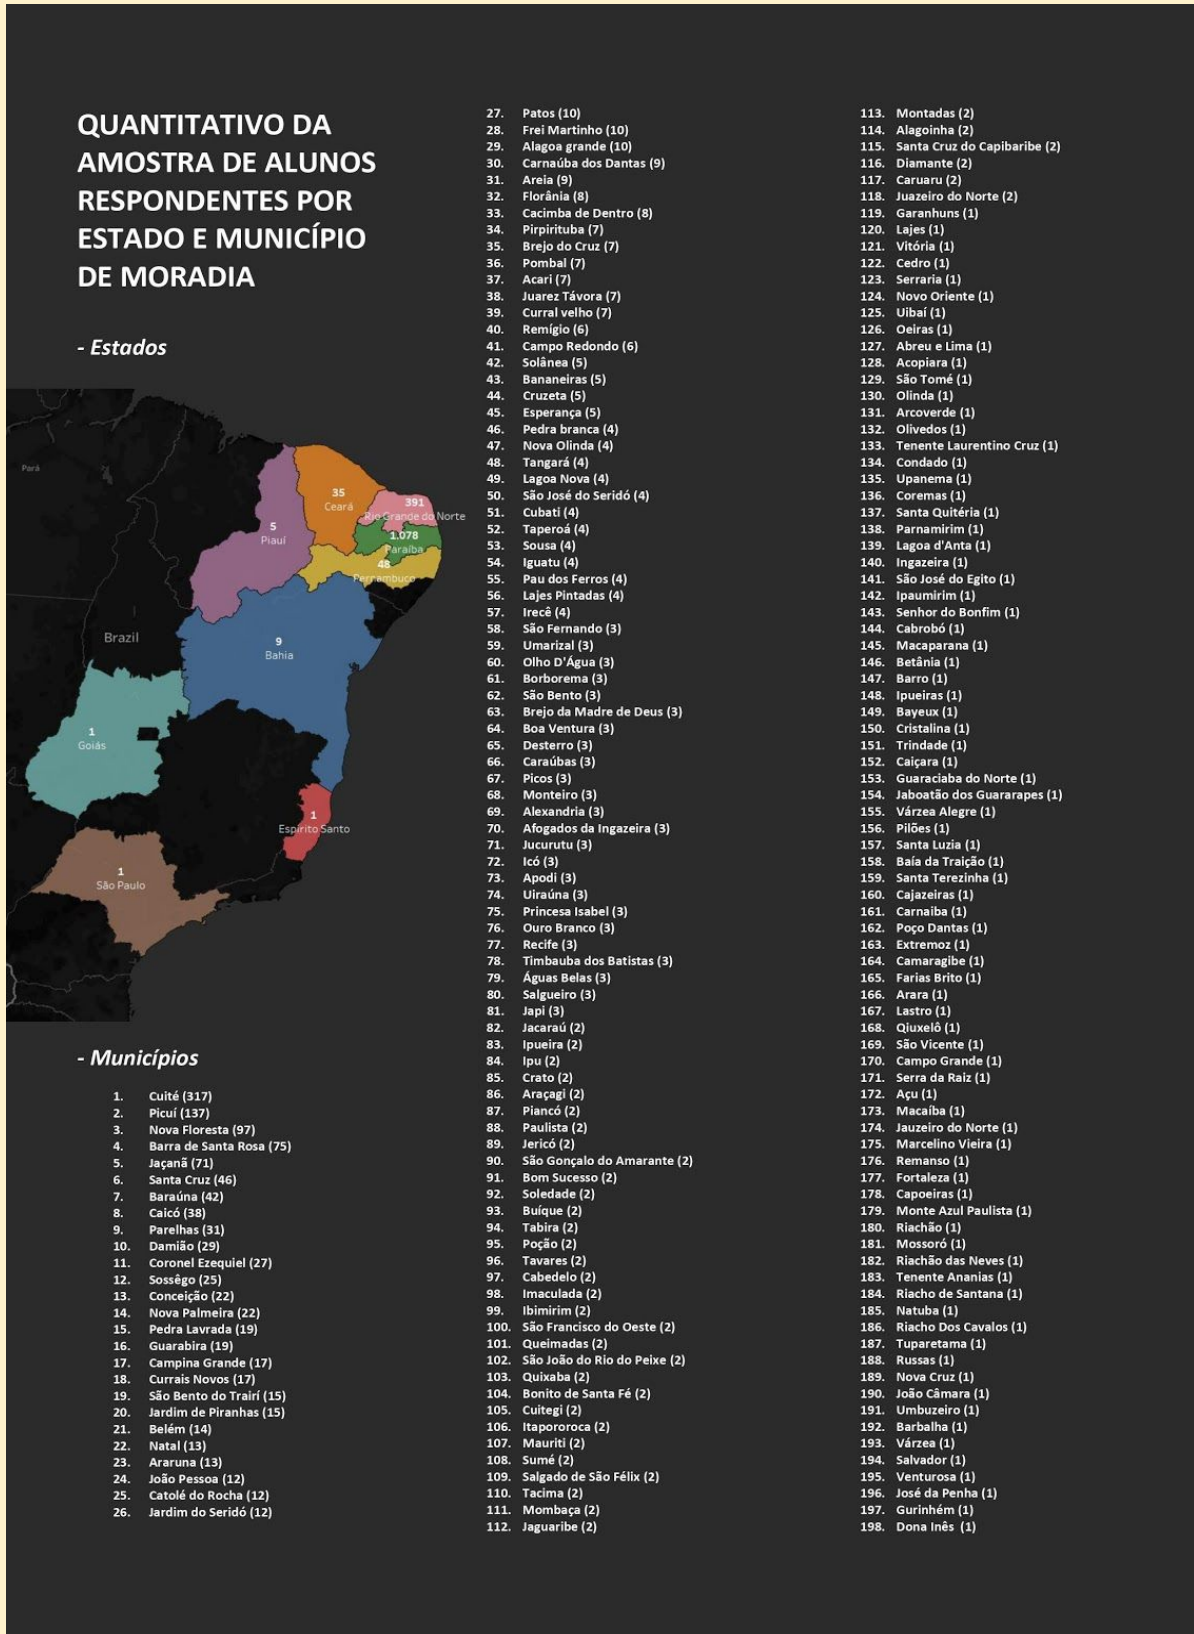 QUANTITATIVO DA
AMOSTRA DE ALUNOS
RESPONDENTES POR
ESTADO E MUNICÍPIO
DE MORADIA
- Estados
Pará
35
Ceará
391
Rio Grande do Norte
5
Piauí
1.078
Paraíba
48
Pernambuco
Brazil
9
Bahia
1
Goiás
1
Espírito Santo
1
São Paulo
- Municípios
1. Cuité (317)
2. Picuí (137)
3. Nova Floresta (97)
4. Barra de Santa Rosa (75)
5. Jaçanã (71)
6. Santa Cruz (46)
7. Baraúna (42)
8. Caicó (38)
9. Parelhas (31)
10. Damião (29)
11. Coronel Ezequiel (27)
12. Sossêgo (25)
13. Conceição (22)
14. Nova Palmeira (22)
15. Pedra Lavrada (19)
16. Guarabira (19)
17. Campina Grande (17)
18. Currais Novos (17)
19. São Bento do Trairí (15)
20. Jardim de Piranhas (15)
21. Belém (14)
22. Natal (13)
23. Araruna (13)
24. João Pessoa (12)
25. Catolé do Rocha (12)
26. Jardim do Seridó (12)
27. Patos (10)
28. Frei Martinho (10)
29. Alagoa grande (10)
30. Carnaúba dos Dantas (9)
31. Areia (9)
32. Florânia (8)
33. Cacimba de Dentro (8)
34. Pirpirituba (7)
35. Brejo do Cruz (7)
36. Pombal (7)
37. Acari (7)
38. Juarez Távora (7)
39. Curral velho (7)
40. Remígio (6)
41. Campo Redondo (6)
42. Solânea (5)
43. Bananeiras (5)
44. Cruzeta (5)
45. Esperança (5)
46. Pedra branca (4)
47. Nova Olinda (4)
48. Tangará (4)
49. Lagoa Nova (4)
50. São José do Seridó (4)
51. Cubati (4)
52. Taperoá (4)
53. Sousa (4)
54. Iguatu (4)
55. Pau dos Ferros (4)
56. Lajes Pintadas (4)
57. Irecê (4)
58. São Fernando (3)
59. Umarizal (3)
60. Olho D'Água (3)
61. Borborema (3)
62. São Bento (3)
63. Brejo da Madre de Deus (3)
64. Boa Ventura (3)
65. Desterro (3)
66. Caraúbas (3)
67. Picos (3)
68. Monteiro (3)
69. Alexandria (3)
70. Afogados da Ingazeira (3)
71. Jucurutu (3)
72. Icó (3)
73. Apodi (3)
74. Uiraúna (3)
75. Princesa Isabel (3)
76. Ouro Branco (3)
77. Recife (3)
78. Timbauba dos Batistas (3)
79. Águas Belas (3)
80. Salgueiro (3)
81. Japi (3)
82. Jacaraú (2)
83. Ipueira (2)
84. Ipu (2)
85. Crato (2)
86. Araçagi (2)
87. Piancó (2)
88. Paulista (2)
89. Jericó (2)
90. São Gonçalo do Amarante (2)
91. Bom Sucesso (2)
92. Soledade (2)
93. Buíque (2)
94. Tabira (2)
95. Poção (2)
96. Tavares (2)
97. Cabedelo (2)
98. Imaculada (2)
99. Ibimirim (2)
100. São Francisco do Oeste (2)
101. Queimadas (2)
102. São João do Rio do Peixe (2)
103. Quixaba (2)
104. Bonito de Santa Fé (2)
105. Cuitegi (2)
106. Itapororoca (2)
107. Mauriti (2)
108. Sumé (2)
109. Salgado de São Félix (2)
110. Tacima (2)
111. Mombaça (2)
112. Jaguaribe (2)
113. Montadas (2)
114. Alagoinha (2)
115. Santa Cruz do Capibaribe (2)
116. Diamante (2)
117. Caruaru (2)
118. Juazeiro do Norte (2)
119. Garanhuns (1)
120. Lajes (1)
121. Vitória (1)
122. Cedro (1)
123. Serraria (1)
124. Novo Oriente (1)
125. Uibaí (1)
126. Oeiras (1)
127. Abreu e Lima (1)
128. Acopiara (1)
129. São Tomé (1)
130. Olinda (1)
131. Arcoverde (1)
132. Olivedos (1)
133. Tenente Laurentino Cruz (1)
134. Condado (1)
135. Upanema (1)
136. Coremas (1)
137. Santa Quitéria (1)
138. Parnamirim (1)
139. Lagoa d'Anta (1)
140. Ingazeira (1)
141. São José do Egito (1)
142. Ipaumirim (1)
143. Senhor do Bonfim (1)
144. Cabrobó (1)
145. Macaparana (1)
146. Betânia (1)
147. Barro (1)
148. Ipueiras (1)
149. Bayeux (1)
150. Cristalina (1)
151. Trindade (1)
152. Caiçara (1)
153. Guaraciaba do Norte (1)
154. Jaboatão dos Guararapes (1)
155. Várzea Alegre (1)
156. Pilões (1)
157. Santa Luzia (1)
158. Baía da Traição (1)
159. Santa Terezinha (1)
160. Cajazeiras (1)
161. Carnaiba (1)
162. Poço Dantas (1)
163. Extremoz (1)
164. Camaragibe (1)
165. Farias Brito (1)
166. Arara (1)
167. Lastro (1)
168. Qiuxelô (1)
169. São Vicente (1)
170. Campo Grande (1)
171. Serra da Raiz (1)
172. Açu (1)
173. Macaíba (1)
174. Jauzeiro do Norte (1)
175. Marcelino Vieira (1)
176. Remanso (1)
177. Fortaleza (1)
178. Capoeiras (1)
179. Monte Azul Paulista (1)
180. Riachão (1)
181. Mossoró (1)
182. Riachão das Neves (1)
183. Tenente Ananias (1)
184. Riacho de Santana (1)
185. Natuba (1)
186. Riacho Dos Cavalos (1)
187. Tuparetama (1)
188. Russas (1)
189. Nova Cruz (1)
190. João Câmara (1)
191. Umbuzeiro (1)
192. Barbalha (1)
193. Várzea (1)
194. Salvador (1)
195. Venturosa (1)
196. José da Penha (1)
197. Gurinhém (1)
198. Dona Inês (1)